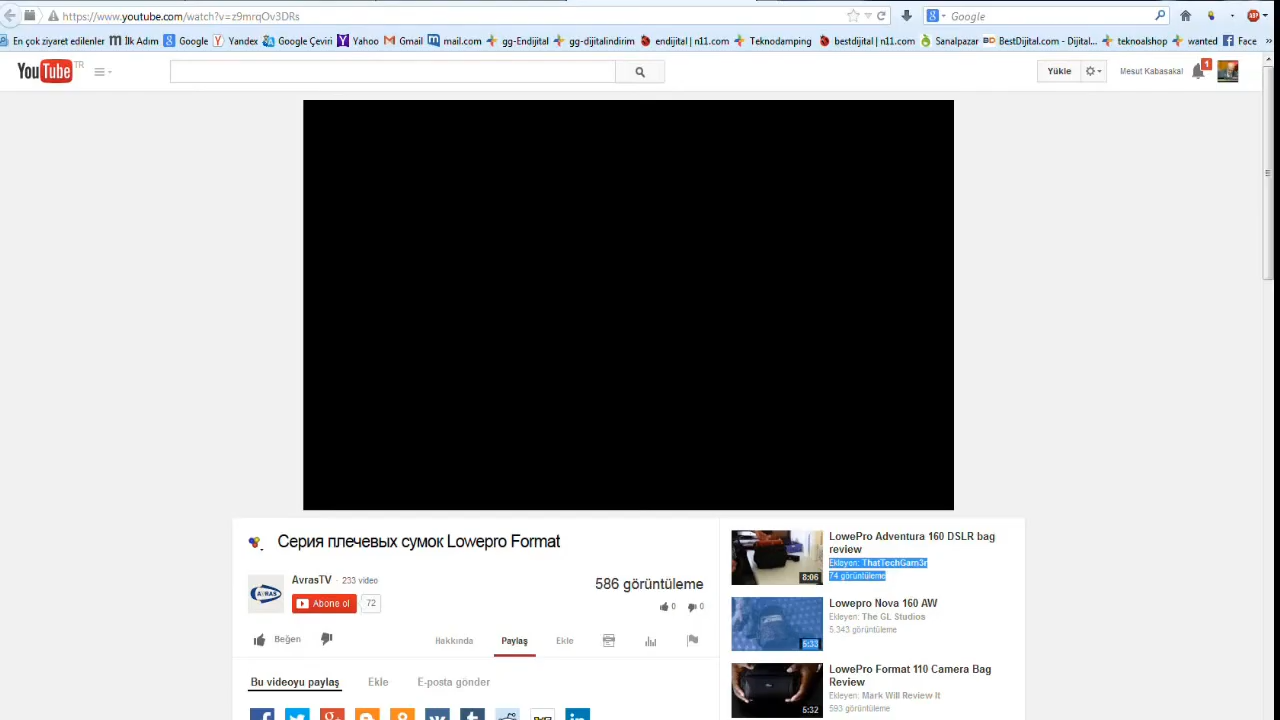 https://www.youtube.com/watch?v=z9mrqOv3DRs
Google
En çok ziyaret edilenler
İlk Adım
Google
Yandex
Google Çeviri
Yahoo
Gmail
mail.com
gg-Endijital
gg-dijitalindirim
endijital | n11.com
Teknodamping
bestdijital | n11.com
Sanalpazar
BestDijital.com - Dijital...
teknoalshop
wanted
Face
YouTube TR
Yükle
Mesut Kabasakal
1
Серия плечевых сумок Lowepro Format
AvrasTV · 233 video
Abone ol
72
586 görüntüleme
0
0
Beğen
Hakkında
Paylaş
Ekle
Bu videoyu paylaş
Ekle
E-posta gönder
LowePro Adventura 160 DSLR bag
review
Ekleyen: ThatTechGam3r
74 görüntüleme
8:06
Lowepro Nova 160 AW
Ekleyen: The GL Studios
5.343 görüntüleme
5:33
LowePro Format 110 Camera Bag
Review
Ekleyen: Mark Will Review It
593 görüntüleme
5:32